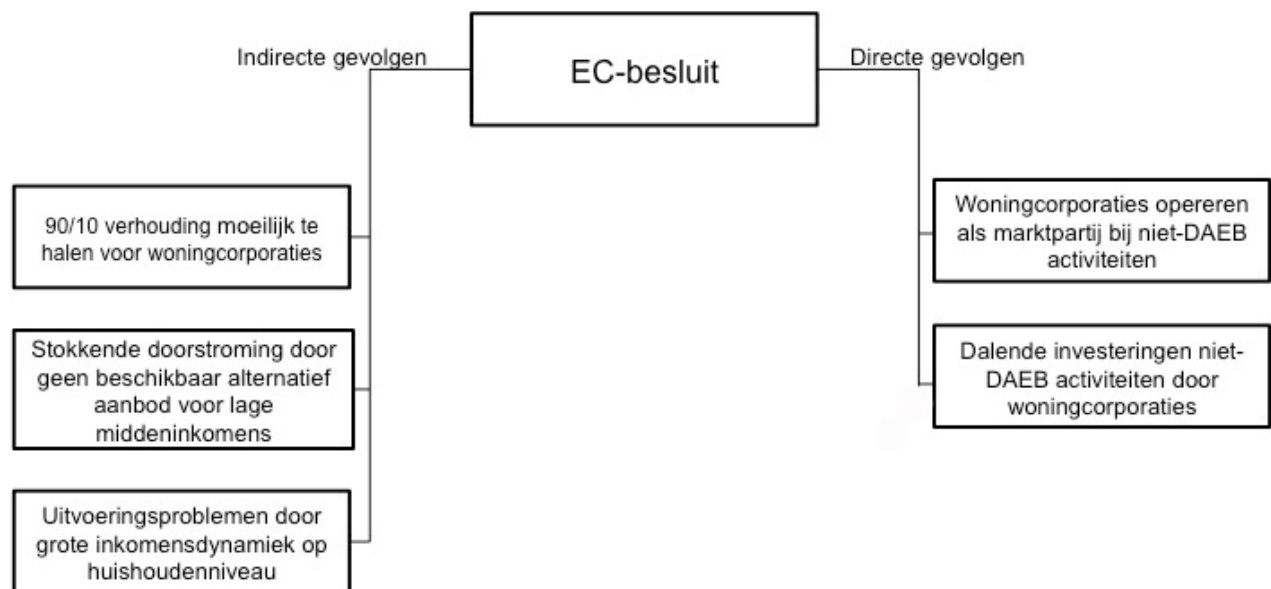 EC-besluit
Indirecte gevolgen
90/10 verhouding moeilijk te
halen voor woningcorporaties
Stokkende doorstroming door
geen beschikbaar alternatief
aanbod voor lage
middeninkomens
Uitvoeringsproblemen door
grote inkomensdynamiek op
huishoudenniveau
Directe gevolgen
Woningcorporaties opereren
als marktpartij bij niet-DAEB
activiteiten
Dalende investeringen niet-
DAEB activiteiten door
woningcorporaties